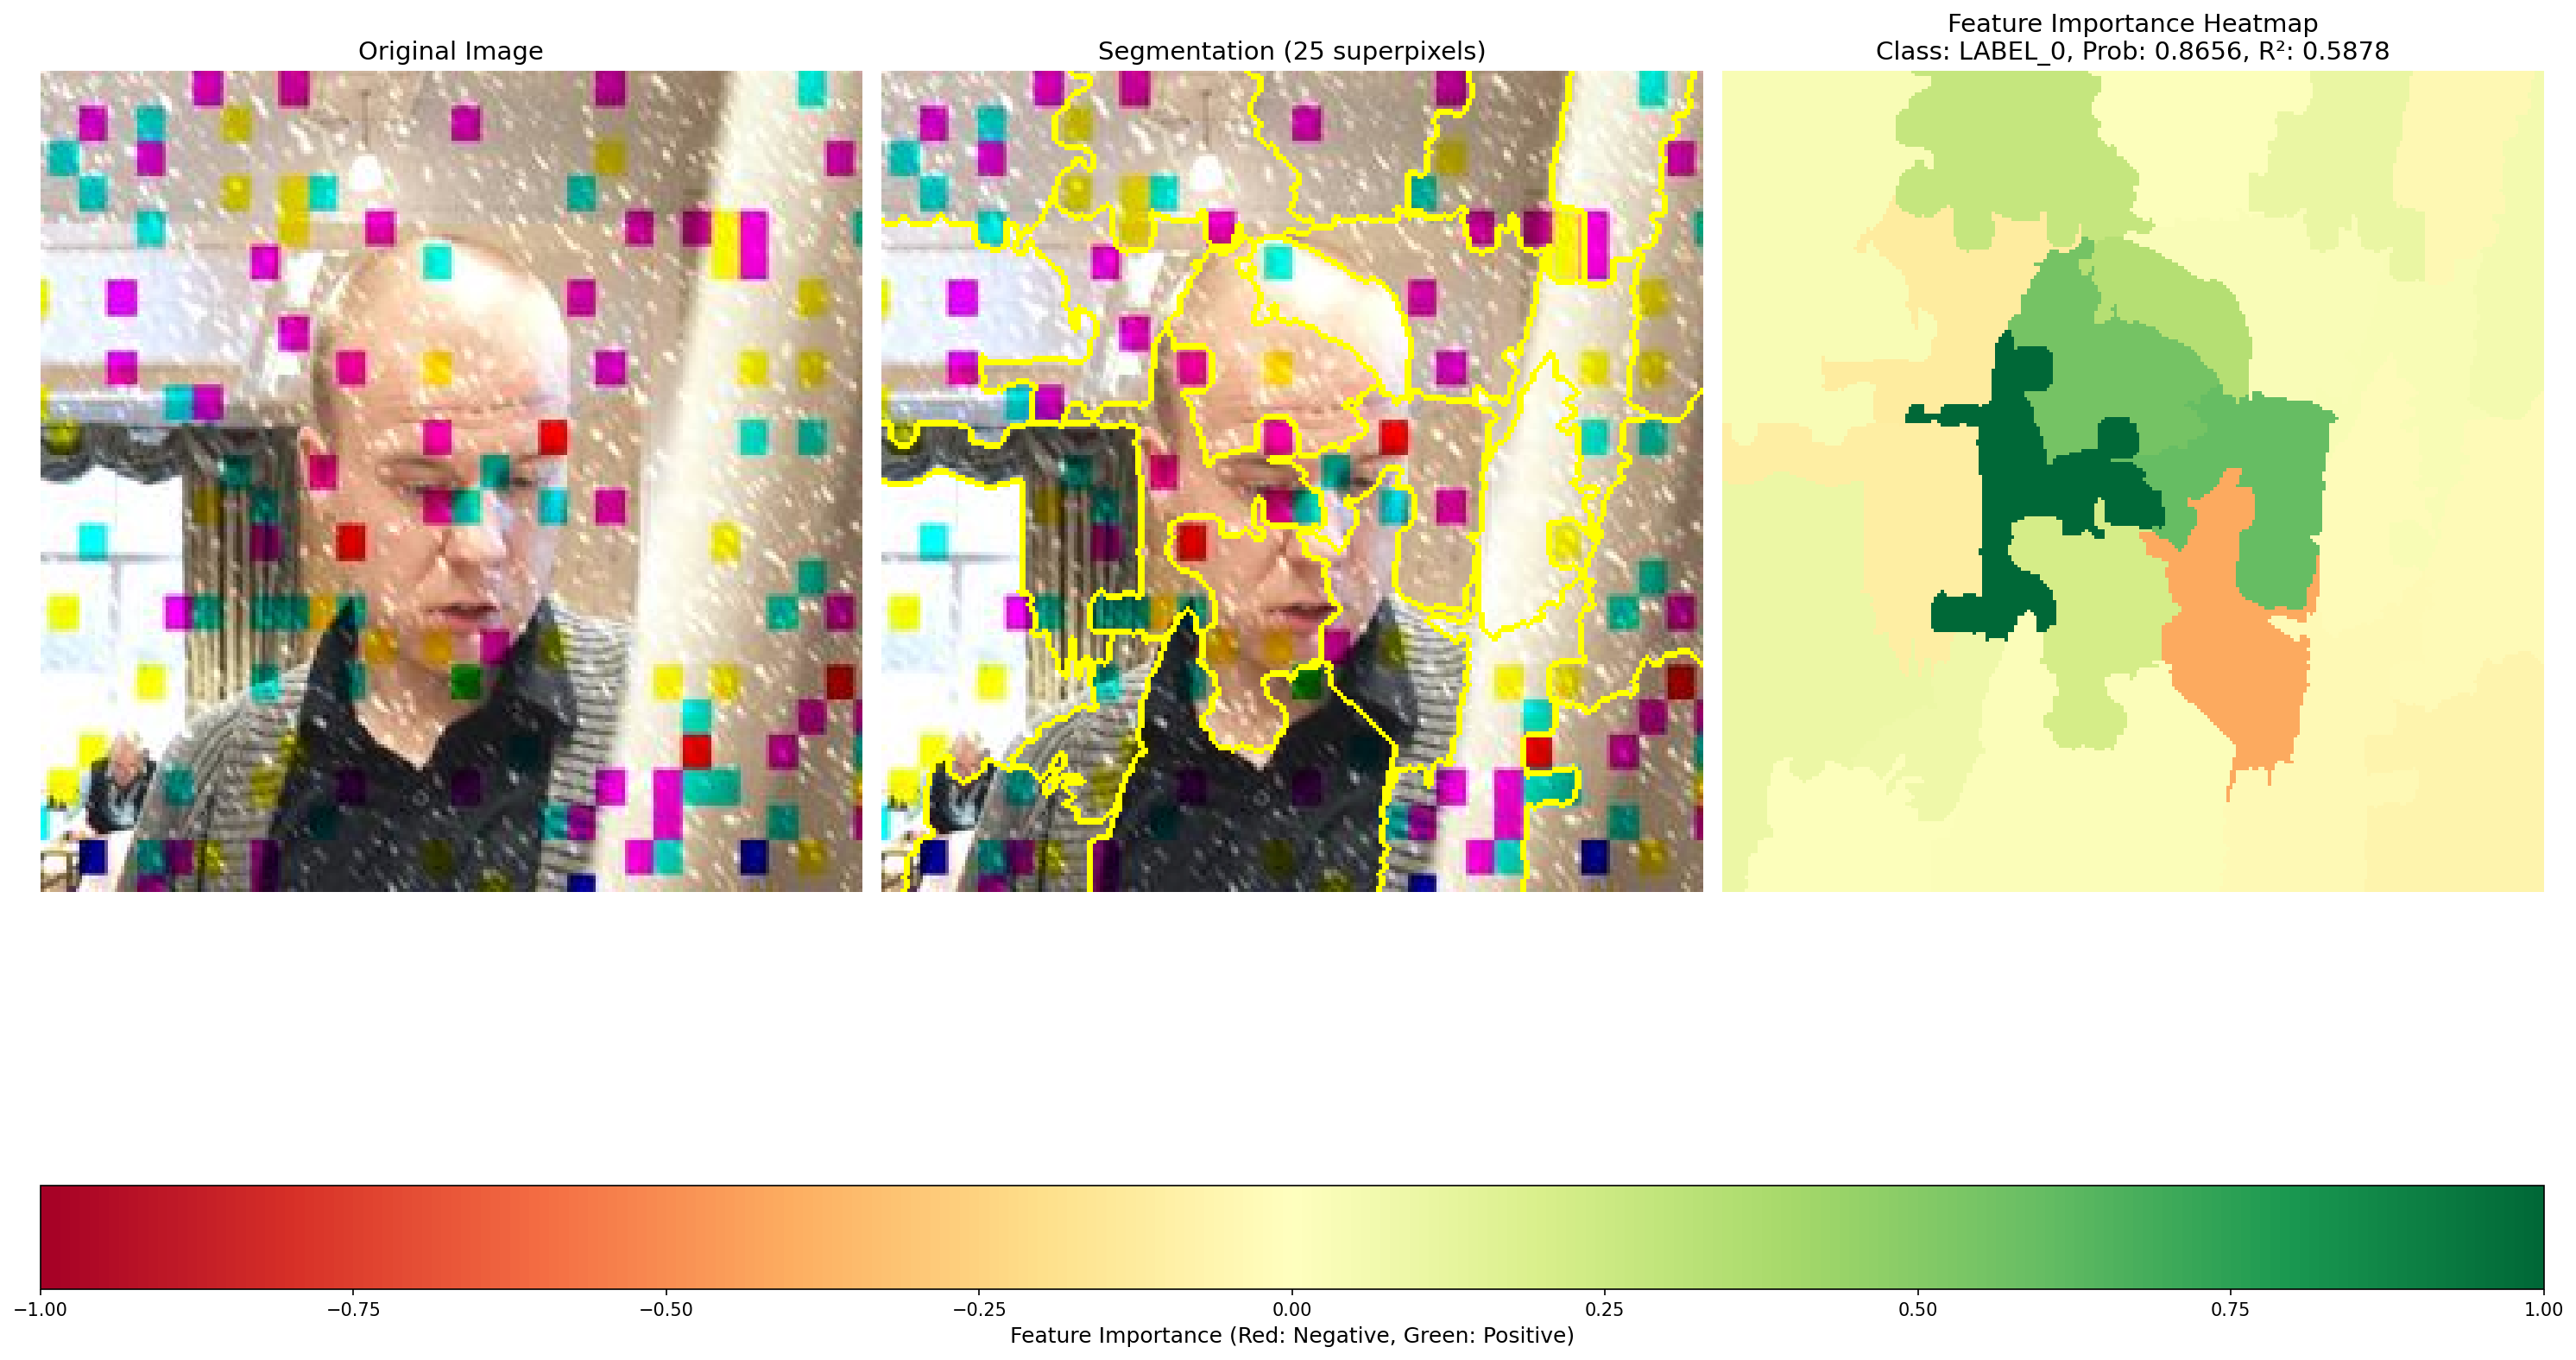 Original Image
Segmentation (25 superpixels)
Feature Importance Heatmap
Class: LABEL_0, Prob: 0.8656, R²: 0.5878
−1.00
−0.75
−0.50
−0.25
0.00
0.25
0.50
0.75
1.00
Feature Importance (Red: Negative, Green: Positive)